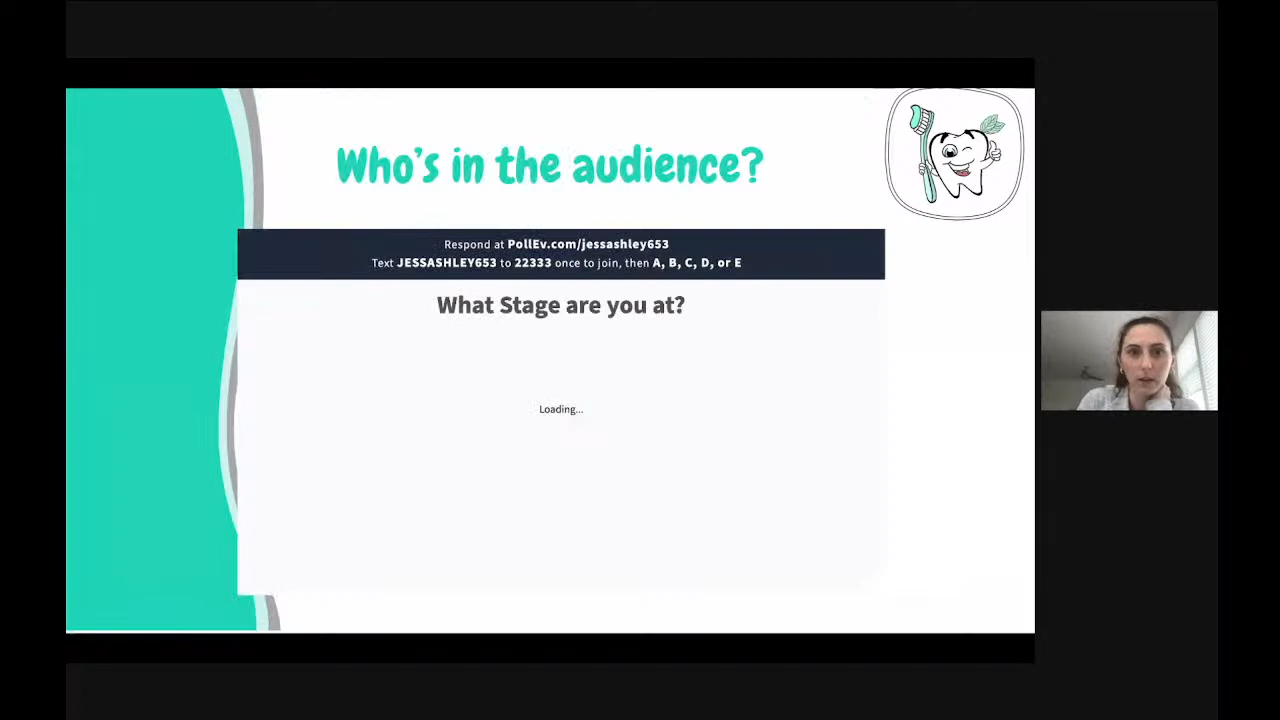 Who's in the audience?
Respond at PollEv.com/jessashley653
Text JESSASHLEY653 to 22333 once to join, then A, B, C, D, or E
What Stage are you at?
Loading...